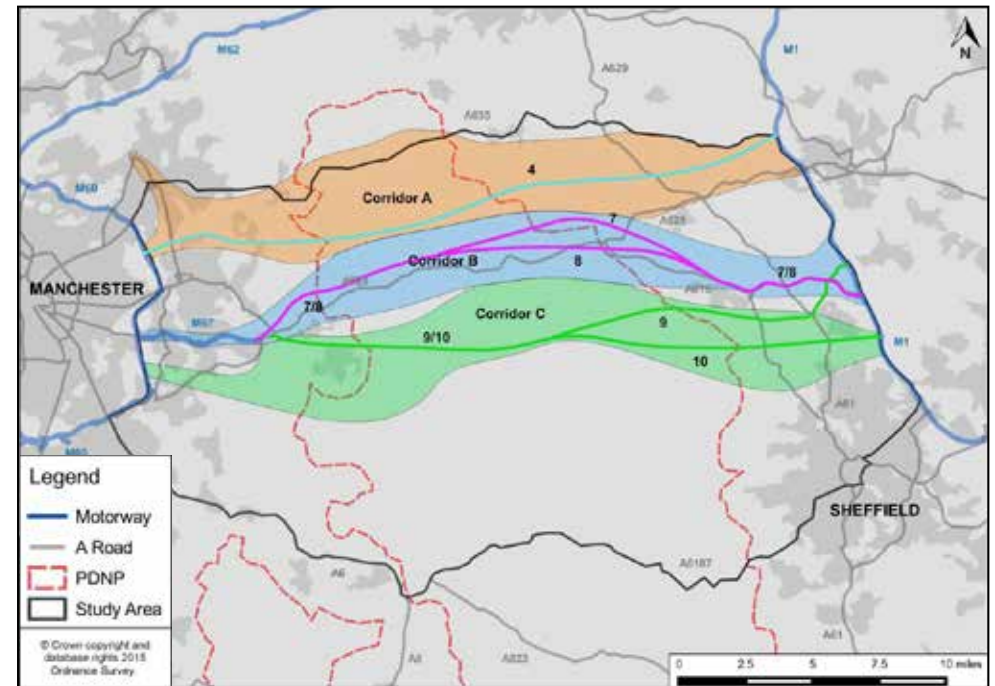 M62
M1
N
A629
A635
M60
4
Corridor A
7
A628
MANCHESTER
Corridor B
8
7/8
7/8
A616
M67
Corridor C
9/10
9
10
M1
A61
M60
Legend
Motorway
A Road
PDNP
Study Area
© Crown copyright and
database rights 2015
Ordnance Survey
SHEFFIELD
A6187
A6
A6
A623
A61
0 2.5 5 7.5 10 miles